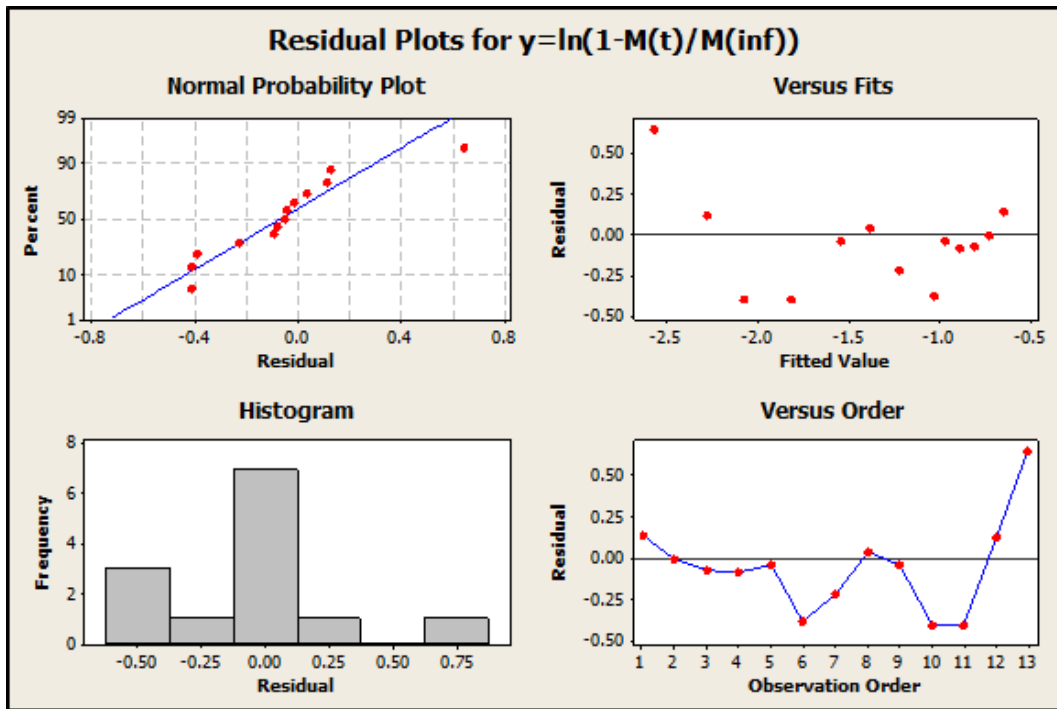 Residual Plots for y=ln(1-M(t)/M(inf))
Normal Probability Plot
99
90
50
10
1
Percent
-0.8
-0.4
0.0
0.4
0.8
Residual
Versus Fits
0.50
0.25
0.00
-0.25
-0.50
Residual
-2.5
-2.0
-1.5
-1.0
-0.5
Fitted Value
Histogram
8
6
4
2
0
Frequency
-0.50
-0.25
0.00
0.25
0.50
0.75
Residual
Versus Order
0.50
0.25
0.00
-0.25
-0.50
Residual
1 2 3 4 5 6 7 8 9 10 11 12 13
Observation Order